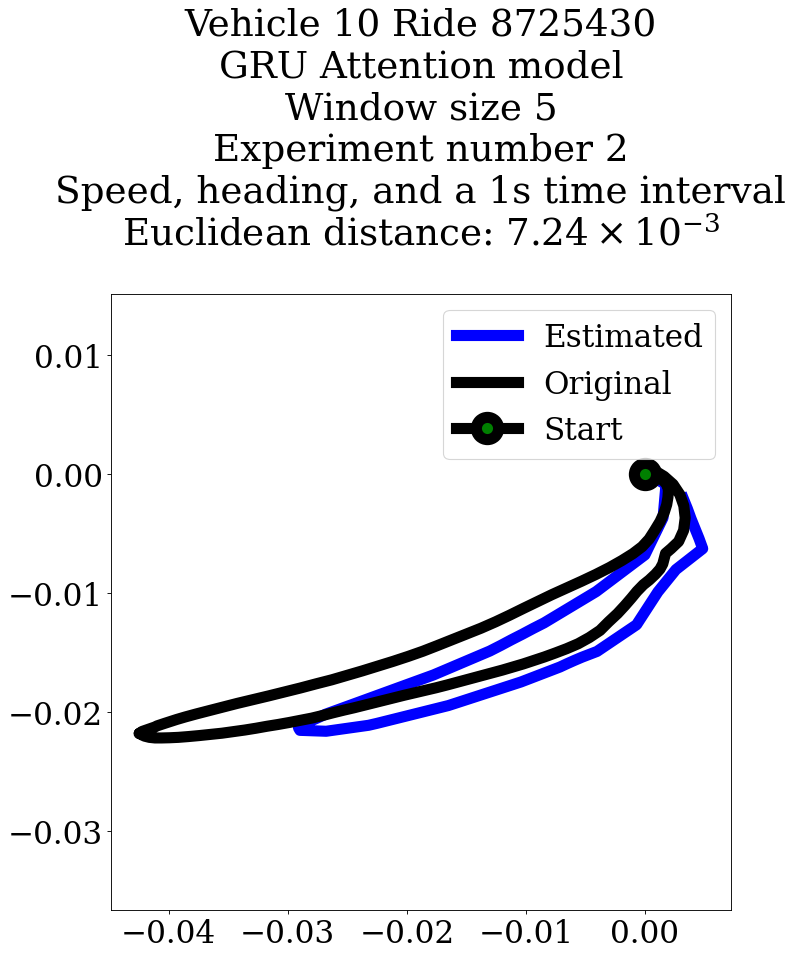 Vehicle 10 Ride 8725430
GRU Attention model
Window size 5
Experiment number 2
Speed, heading, and a 1s time interval
Euclidean distance: 7.24 × 10⁻³
Estimated
Original
Start
0.01
0.00
−0.01
−0.02
−0.03
−0.04 −0.03 −0.02 −0.01 0.00